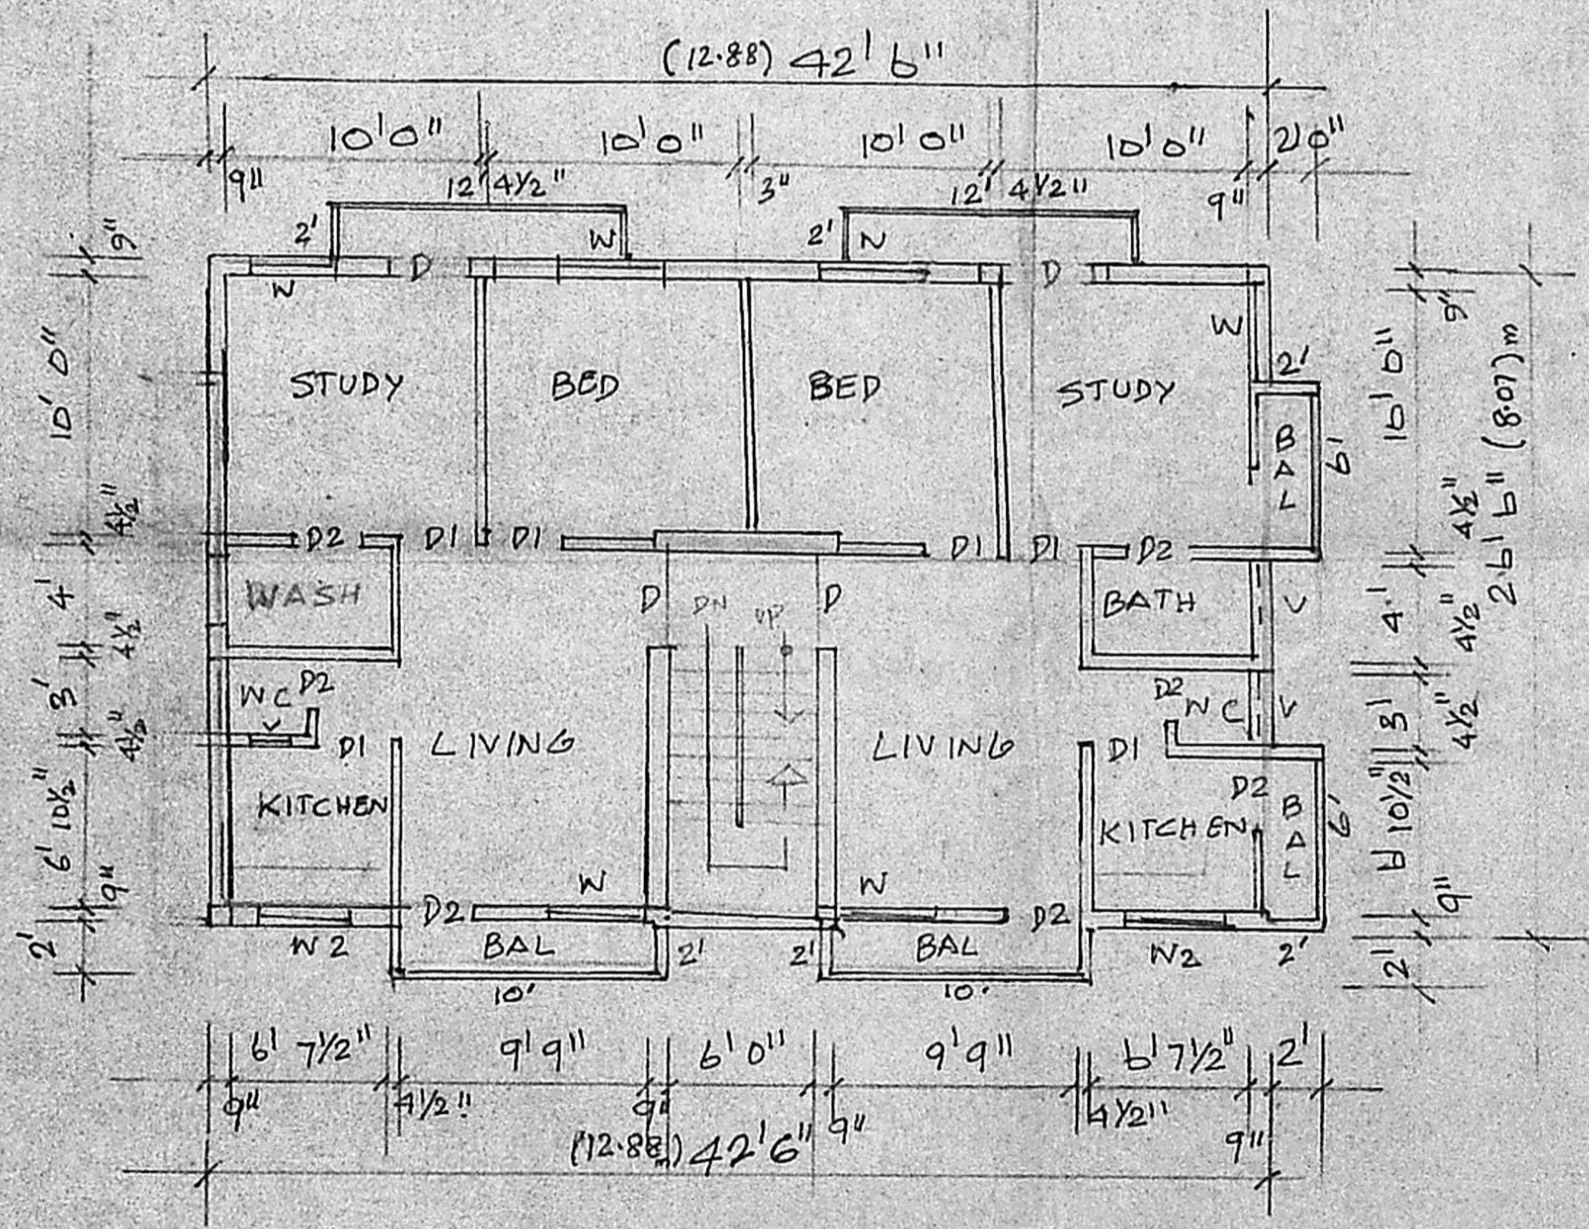 (12.88) 42' 6"
10'0" 10'0" 10'0" 10'0" 2'0"
9" 12' 4½" 3" 12' 4½" 9"
2' W 2' N
9" D D 9"
N W
10' 0" STUDY BED BED STUDY 2' 10'0"
BAL 6'
26'6" (8.07)m
4½" D2 D1 D1 D1 D1 D2 4½"
4' WASH D DN UP D BATH V 4'
4½" 4½"
3' WC D2 D2 WC V 3'
4½" V D1 LIVING LIVING D1 4½"
6' 10½" KITCHEN D2 KITCHEN BAL 6' 6' 10½"
9" W W 9"
D2 D2
2' W2 BAL 2' 2' BAL W2 2' 2'
10' 10'
6' 7½" 9'9" 6'0" 9'9" 6'7½" 2'
9" 4½" 9" 9" 4½" 9"
(12.88m) 42'6"